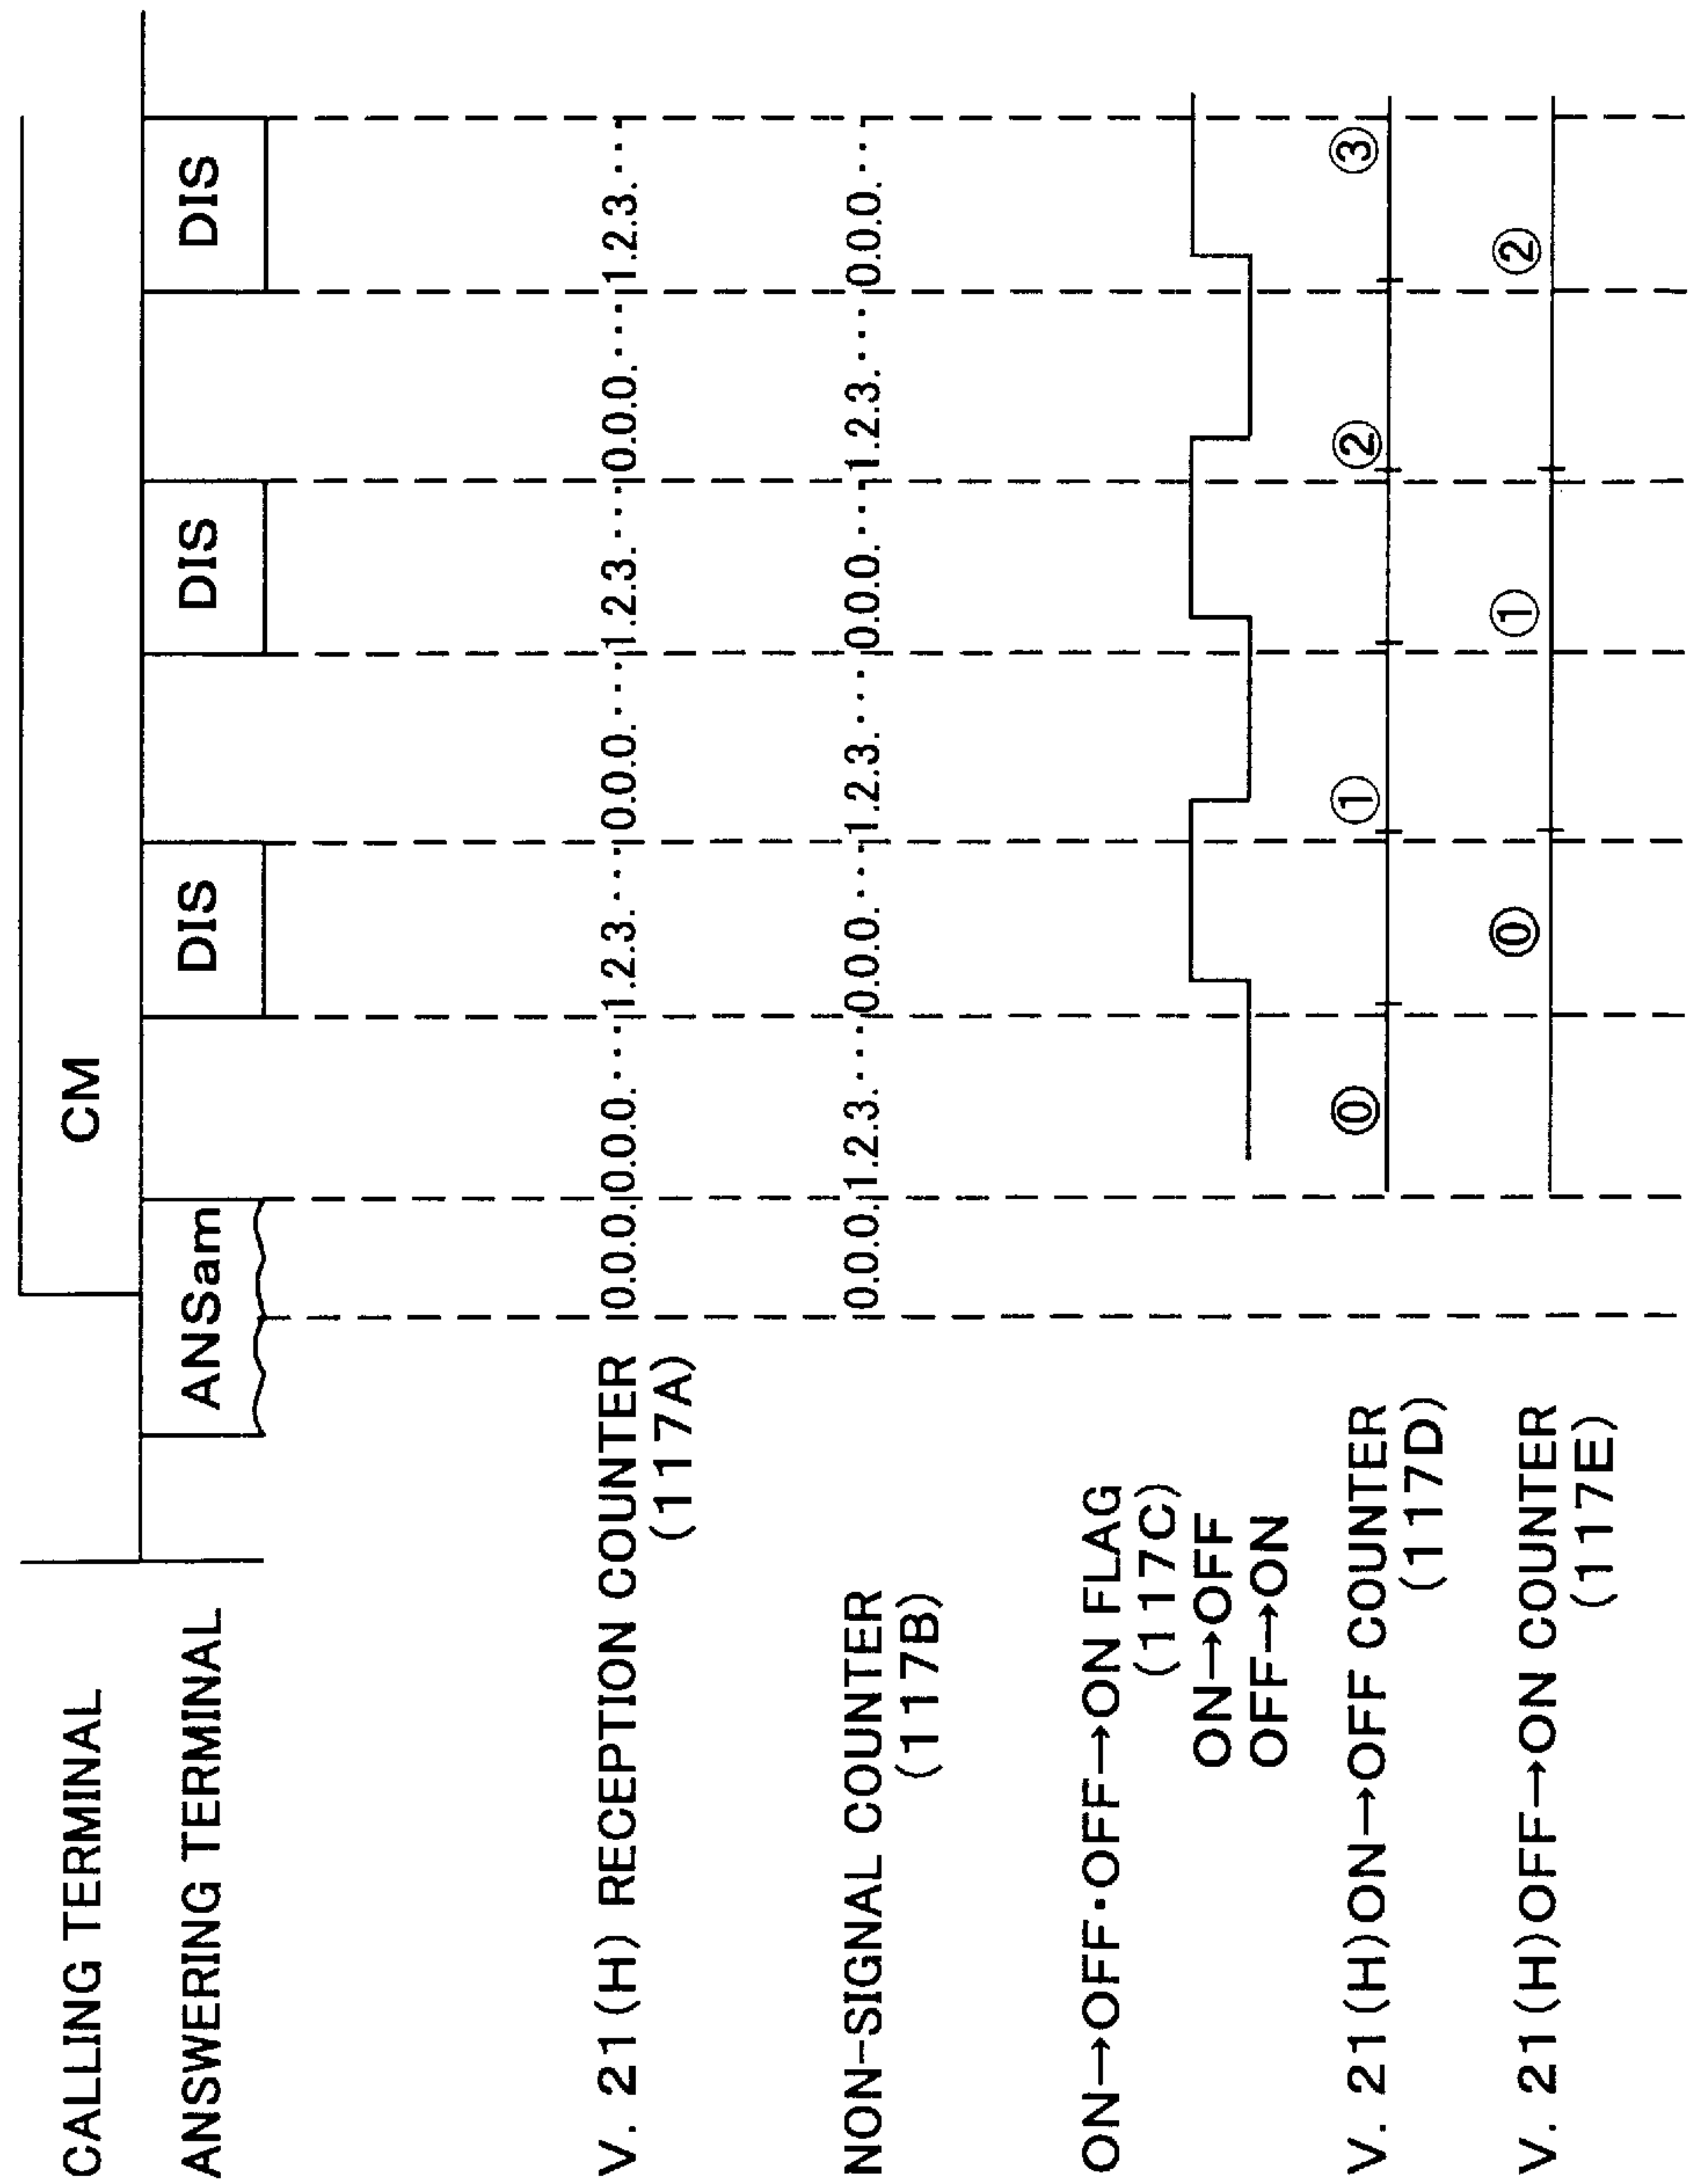 CALLING TERMINAL
CM
ANSWERING TERMINAL
ANSam DIS DIS DIS
V. 21(H) RECEPTION COUNTER
(117A)
0.0.0. 0.0.0.···· 1.2.3.··· 0.0.0.···· 1.2.3.··· 0.0.0.···· 1.2.3.···
NON-SIGNAL COUNTER
(117B)
0.0.0. 1.2.3.···· 0.0.0.··· 1.2.3.···· 0.0.0.··· 1.2.3.···· 0.0.0.···
ON→OFF·OFF→ON FLAG
(117C)
ON→OFF
OFF→ON
V. 21(H)ON→OFF COUNTER
(117D)
⓪ ① ② ③
V. 21(H)OFF→ON COUNTER
(117E)
⓪ ① ②